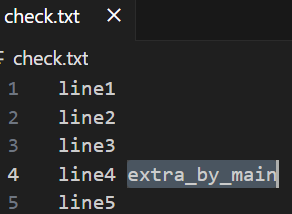 check.txt
check.txt
1 line1
2 line2
3 line3
4 line4 extra_by_main
5 line5